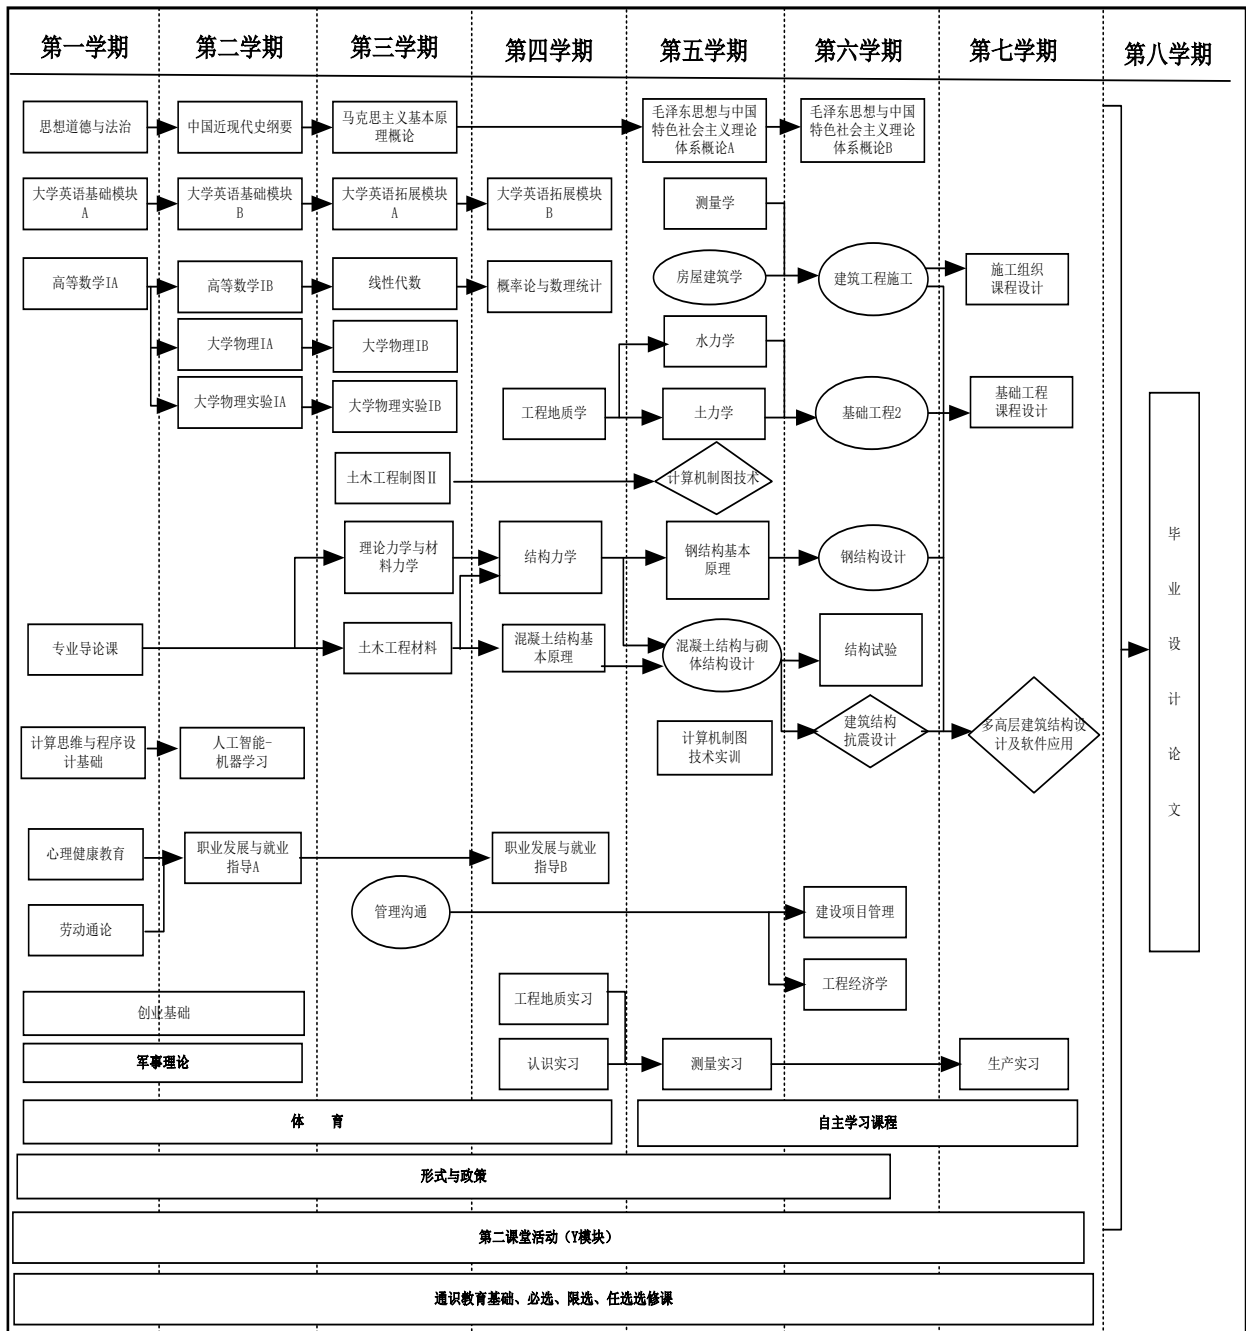 第一学期
第二学期
第三学期
第四学期
第五学期
第六学期
第七学期
第八学期
思想道德与法治
中国近现代史纲要
马克思主义基本原
理概论
毛泽东思想与中国
特色社会主义理论
体系概论A
毛泽东思想与中国
特色社会主义理论
体系概论B
大学英语基础模块
A
大学英语基础模块
B
大学英语拓展模块
A
大学英语拓展模块
B
测量学
高等数学IA
高等数学IB
线性代数
概率论与数理统计
房屋建筑学
建筑工程施工
施工组织
课程设计
大学物理IA
大学物理IB
水力学
大学物理实验IA
大学物理实验IB
工程地质学
土力学
基础工程2
基础工程
课程设计
土木工程制图Ⅱ
计算机制图技术
理论力学与材
料力学
结构力学
钢结构基本
原理
钢结构设计
专业导论课
土木工程材料
混凝土结构基
本原理
混凝土结构与砌
体结构设计
结构试验
毕
业
设
计
论
文
计算思维与程序设
计基础
人工智能-
机器学习
计算机制图
技术实训
建筑结构
抗震设计
多高层建筑结构设
计及软件应用
心理健康教育
职业发展与就业
指导A
职业发展与就业
指导B
劳动通论
管理沟通
建设项目管理
工程经济学
工程地质实习
创业基础
军事理论
认识实习
测量实习
生产实习
体 育
自主学习课程
形式与政策
第二课堂活动（Y模块）
通识教育基础、必选、限选、任选选修课